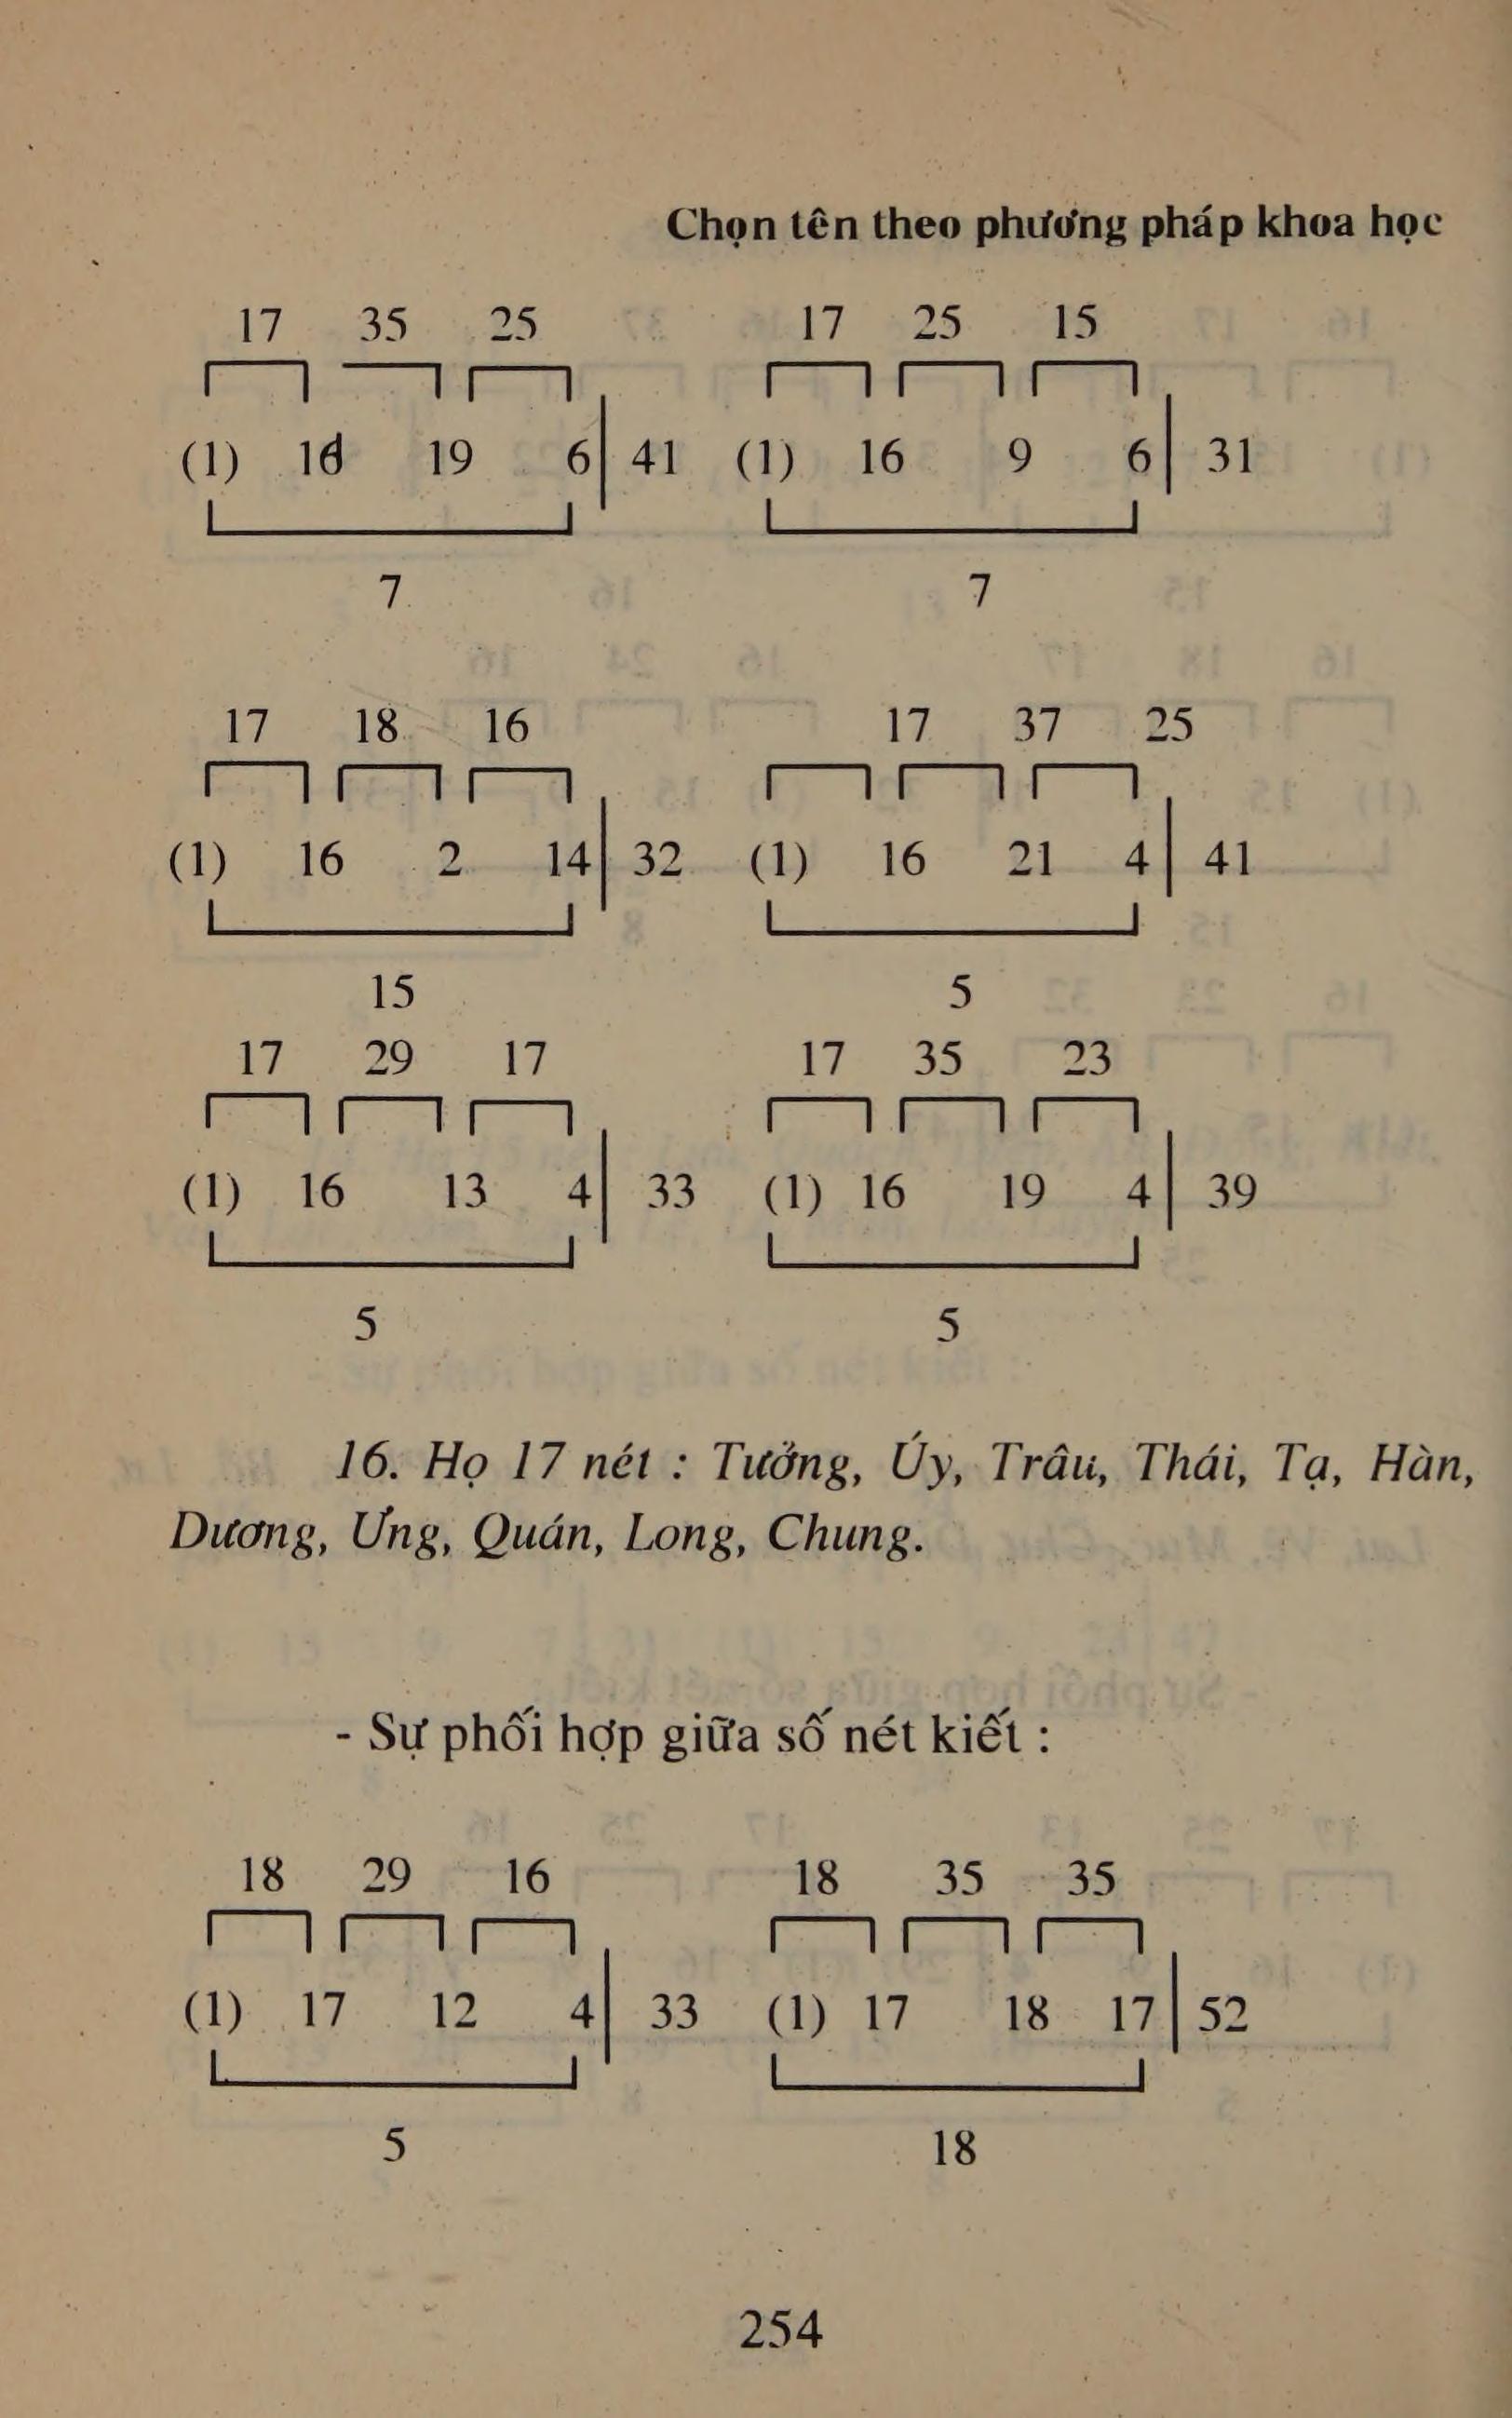 Chọn tên theo phương pháp khoa học
17 35 25 17 25 15
(1) 16 19 6 41 (1) 16 9 6 31
7 7
17 18 16 17 37 25
(1) 16 2 14 32 (1) 16 21 4 41
15 5
17 29 17 17 35 23
(1) 16 13 4 33 (1) 16 19 4 39
5 5
16. Họ 17 nét : Tưởng, Úy, Trâu, Thái, Tạ, Hàn,
Dương, Ưng, Quán, Long, Chung.
- Sự phối hợp giữa số nét kiết :
18 29 16 18 35 35
(1) 17 12 4 33 (1) 17 18 17 52
5 18
254